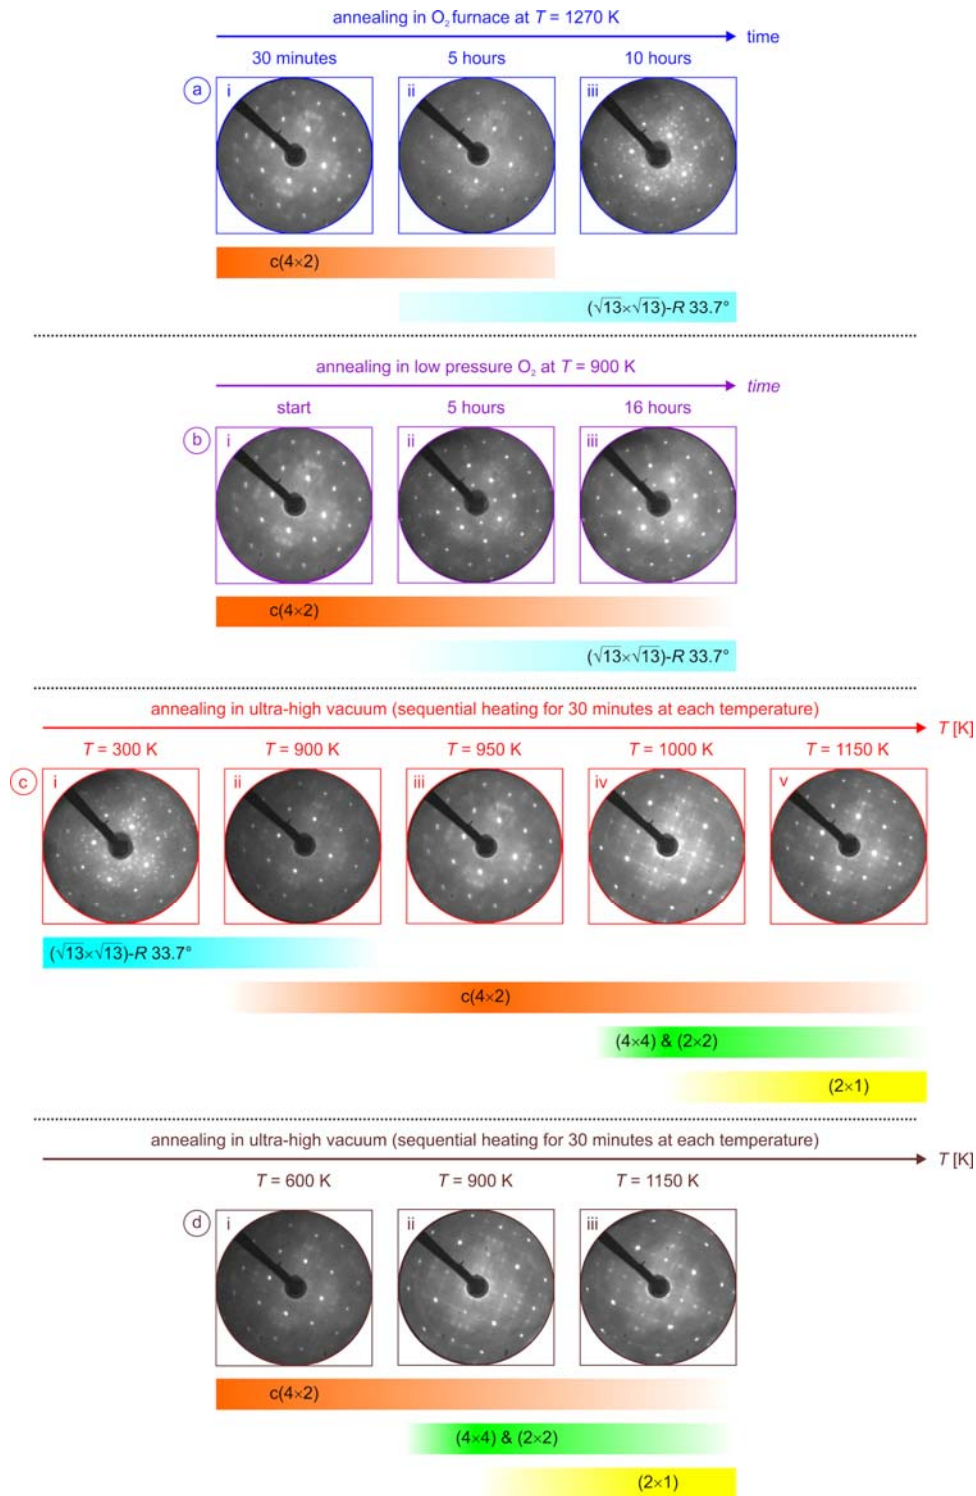 annealing in O₂ furnace at T = 1270 K
time
30 minutes 5 hours 10 hours
a i ii iii
c(4×2)
(√13×√13)-R 33.7°
annealing in low pressure O₂ at T = 900 K
time
start 5 hours 16 hours
b i ii iii
c(4×2)
(√13×√13)-R 33.7°
annealing in ultra-high vacuum (sequential heating for 30 minutes at each temperature)
T [K]
T = 300 K T = 900 K T = 950 K T = 1000 K T = 1150 K
c i ii iii iv v
(√13×√13)-R 33.7°
c(4×2)
(4×4) & (2×2)
(2×1)
annealing in ultra-high vacuum (sequential heating for 30 minutes at each temperature)
T [K]
T = 600 K T = 900 K T = 1150 K
d i ii iii
c(4×2)
(4×4) & (2×2)
(2×1)